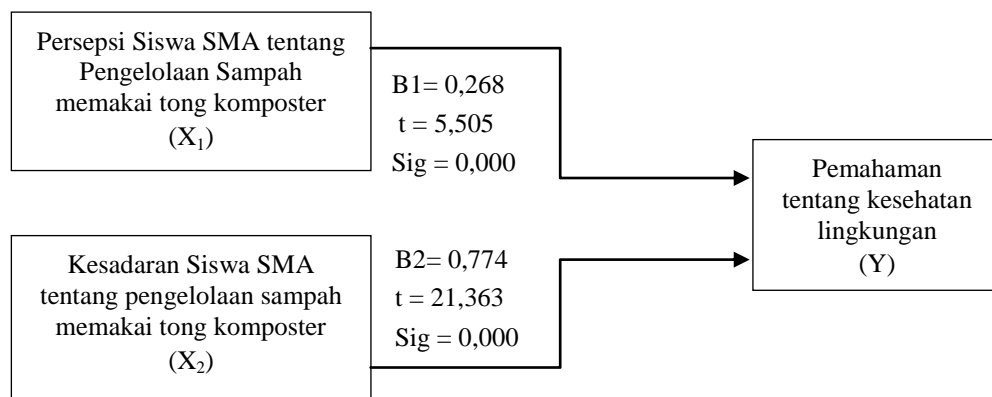 Persepsi Siswa SMA tentang
Pengelolaan Sampah
memakai tong komposter
(X₁)
B1= 0,268
t = 5,505
Sig = 0,000
Kesadaran Siswa SMA
tentang pengelolaan sampah
memakai tong komposter
(X₂)
B2= 0,774
t = 21,363
Sig = 0,000
Pemahaman
tentang kesehatan
lingkungan
(Y)